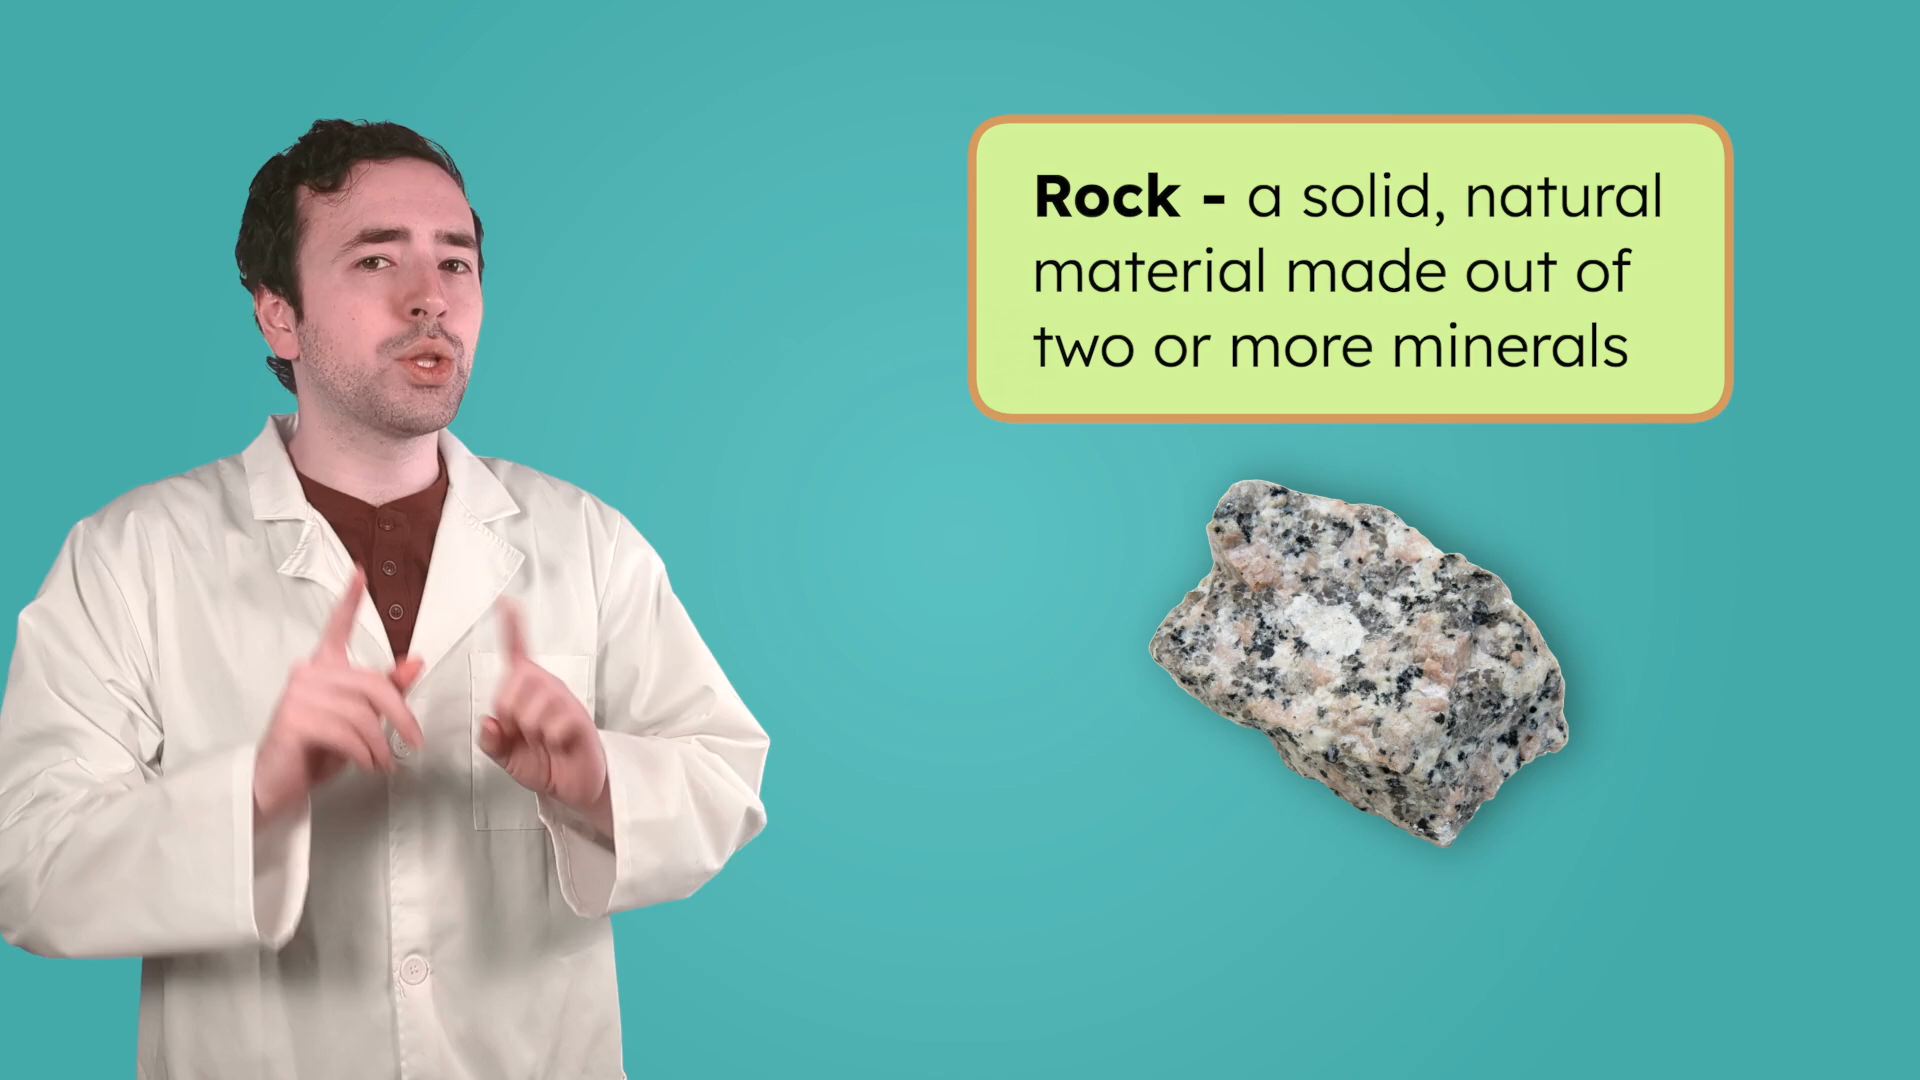 Rock - a solid, natural
material made out of
two or more minerals